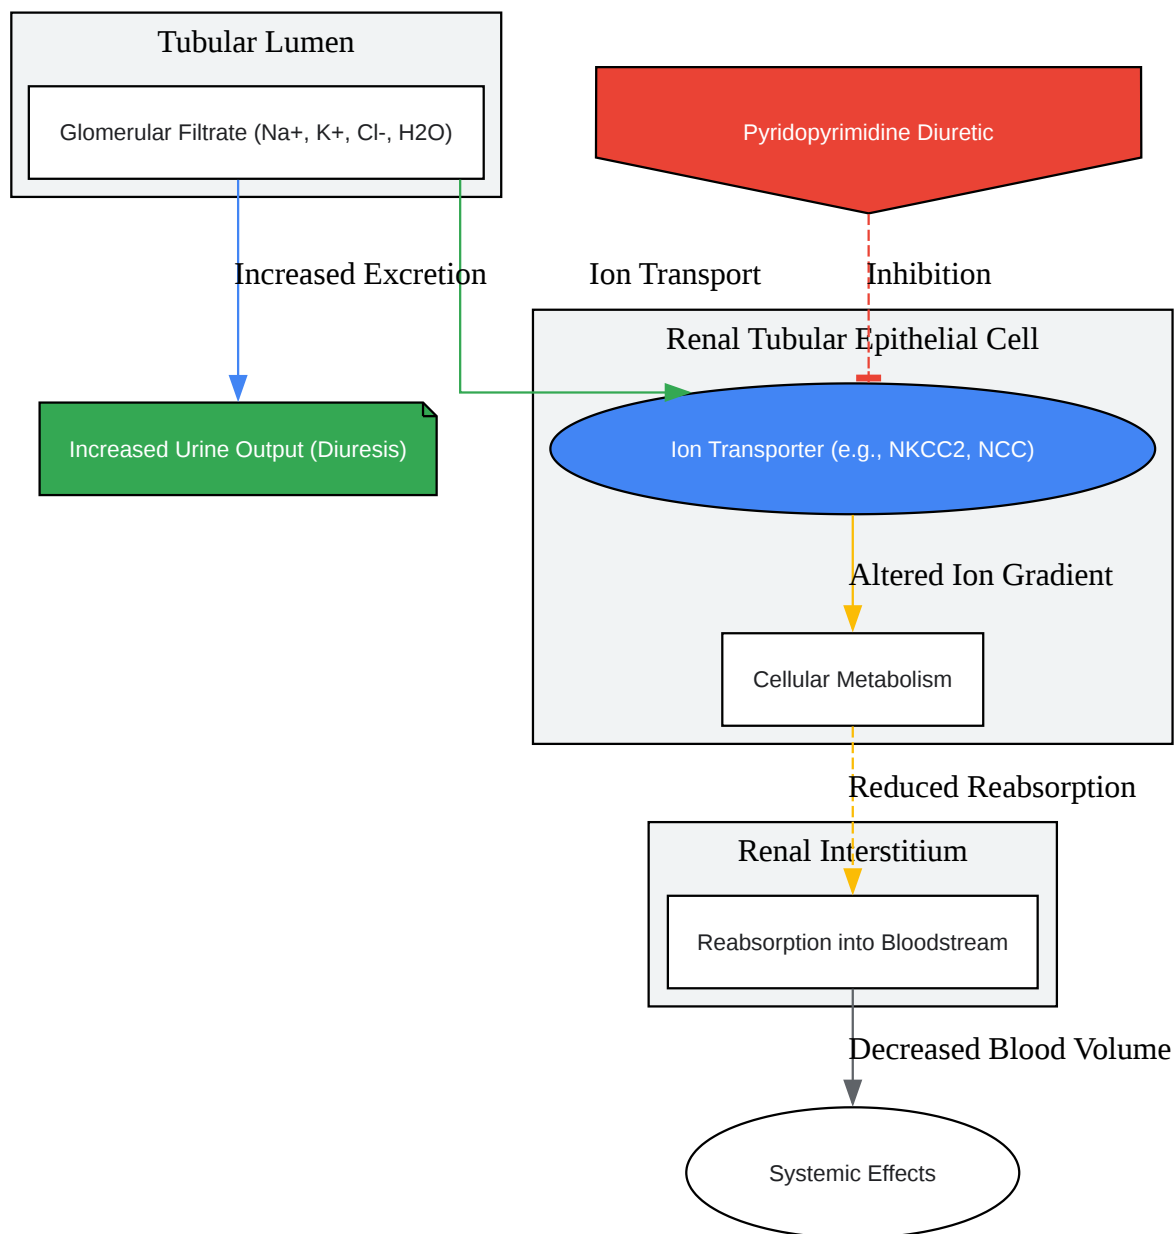 Tubular Lumen
Glomerular Filtrate (Na+, K+, Cl-, H2O)
Pyridopyrimidine Diuretic
Increased Excretion
Ion Transport
Inhibition
Renal Tubular Epithelial Cell
Increased Urine Output (Diuresis)
Ion Transporter (e.g., NKCC2, NCC)
Altered Ion Gradient
Cellular Metabolism
Reduced Reabsorption
Renal Interstitium
Reabsorption into Bloodstream
Decreased Blood Volume
Systemic Effects